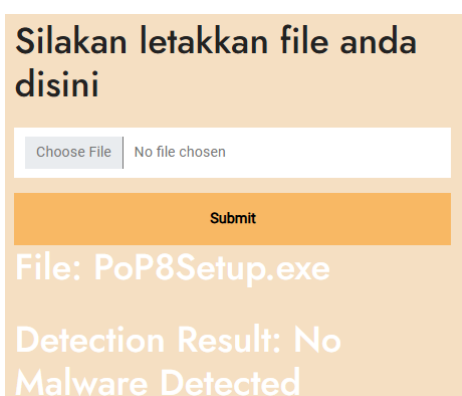 Silakan letakkan file anda
disini
Choose File No file chosen
Submit
File: PoP8Setup.exe
Detection Result: No
Malware Detected